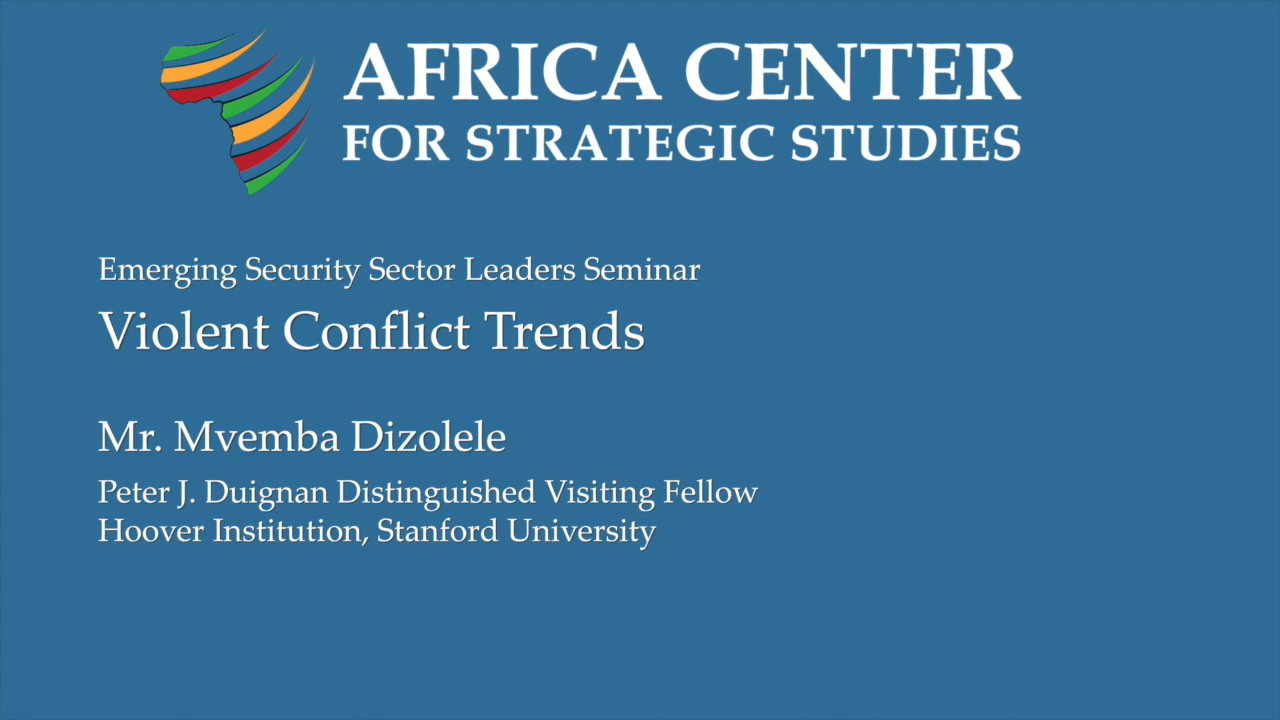 AFRICA CENTER
FOR STRATEGIC STUDIES
Emerging Security Sector Leaders Seminar
Violent Conflict Trends
Mr. Mvemba Dizolele
Peter J. Duignan Distinguished Visiting Fellow
Hoover Institution, Stanford University